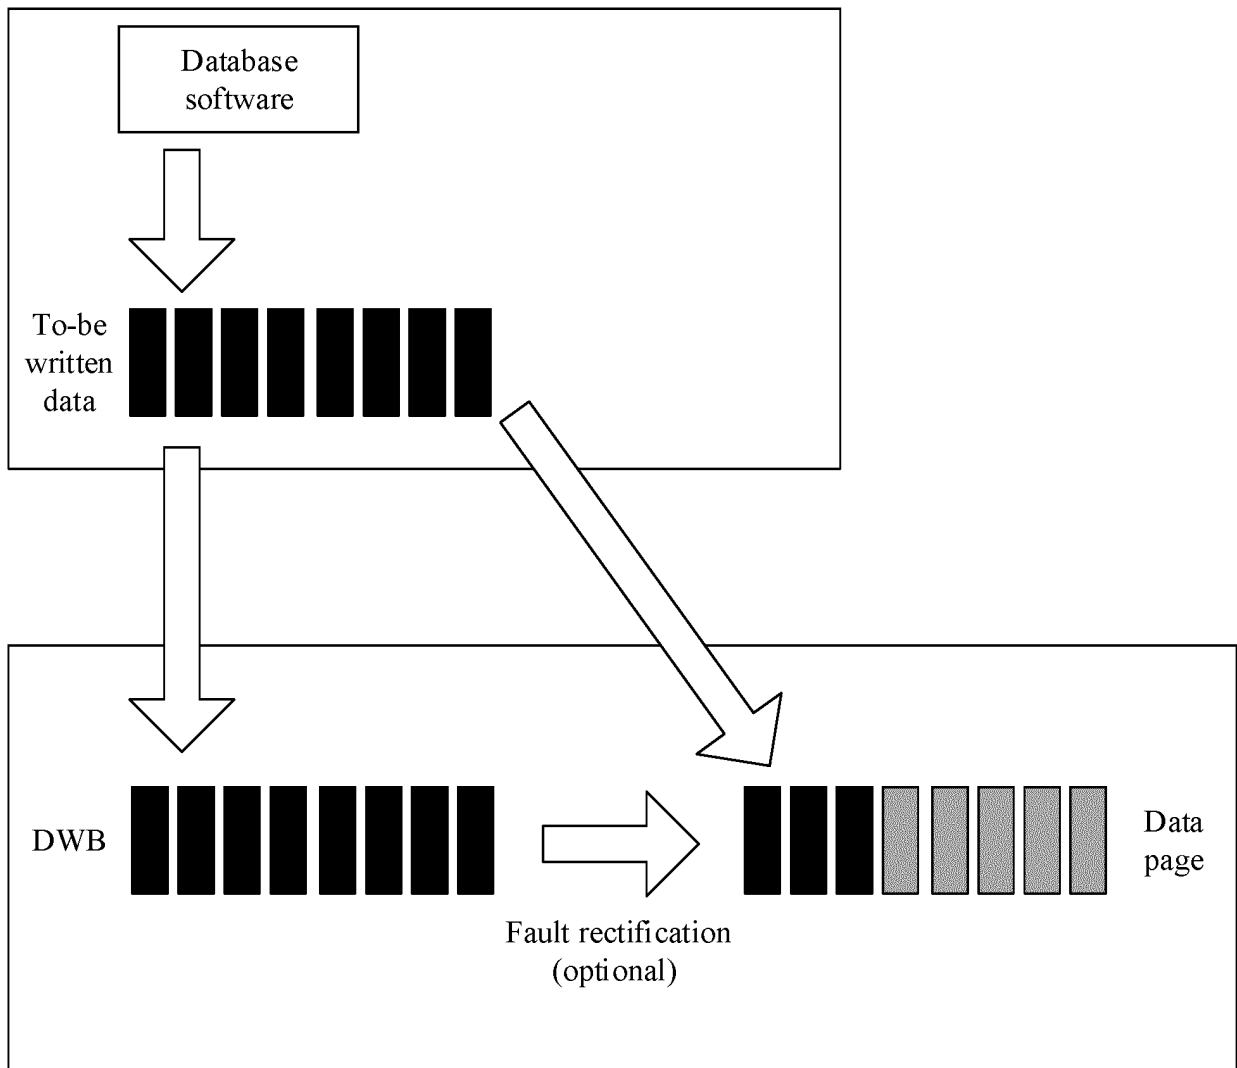 Database
software
To-be
written
data
DWB
Data
page
Fault rectification
(optional)